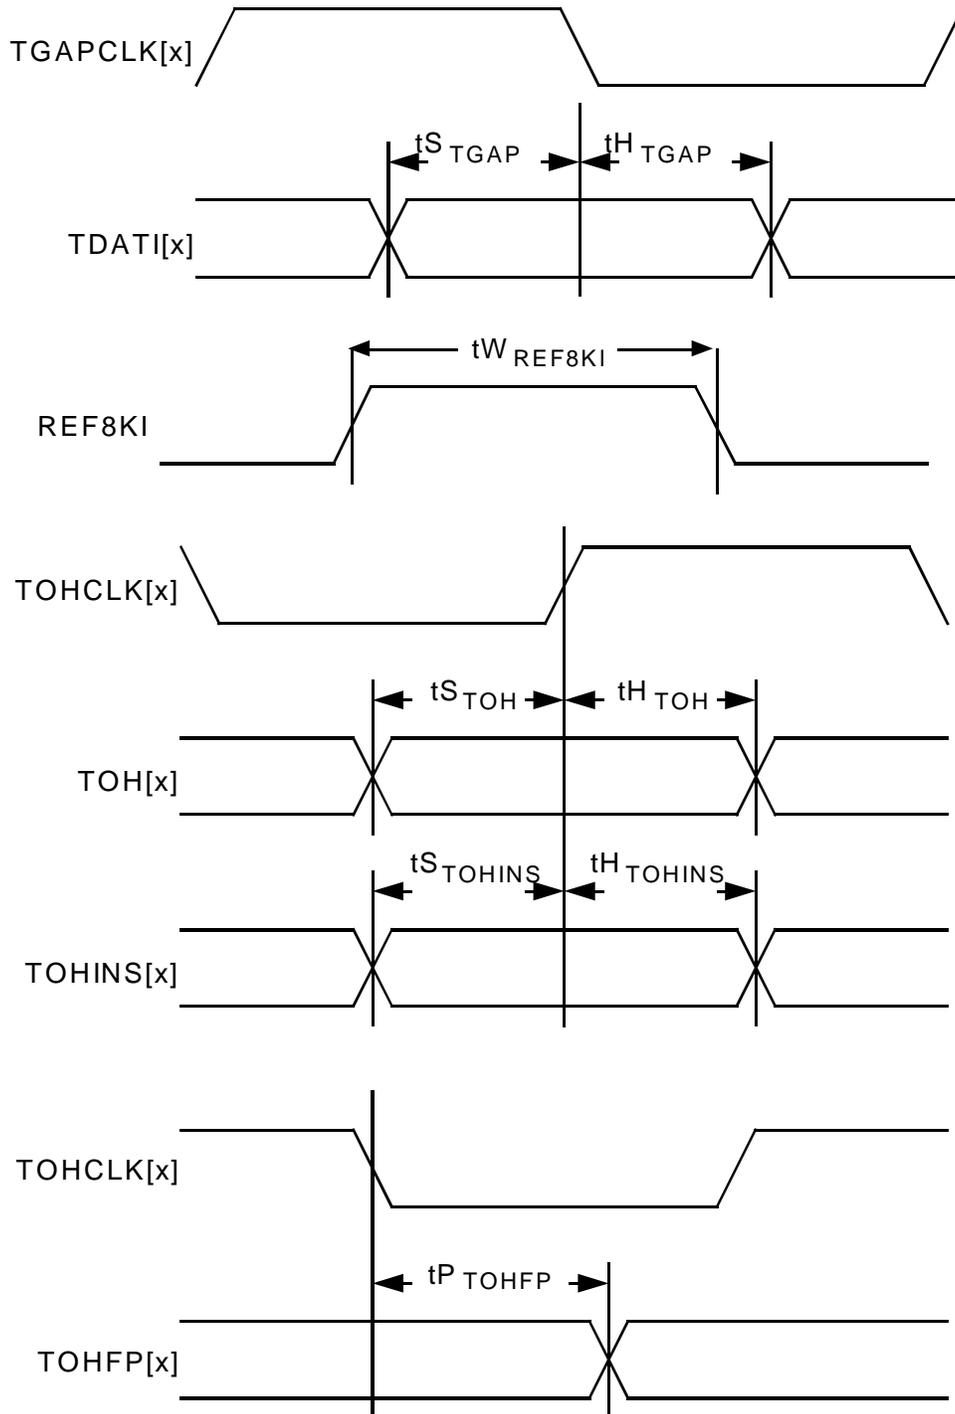 TGAPCLK[x]
tS TGAP tH TGAP
TDATI[x]
tW REF8KI
REF8KI
TOHCLK[x]
tS TOH tH TOH
TOH[x]
tS TOHINS tH TOHINS
TOHINS[x]
TOHCLK[x]
tP TOHFP
TOHFP[x]